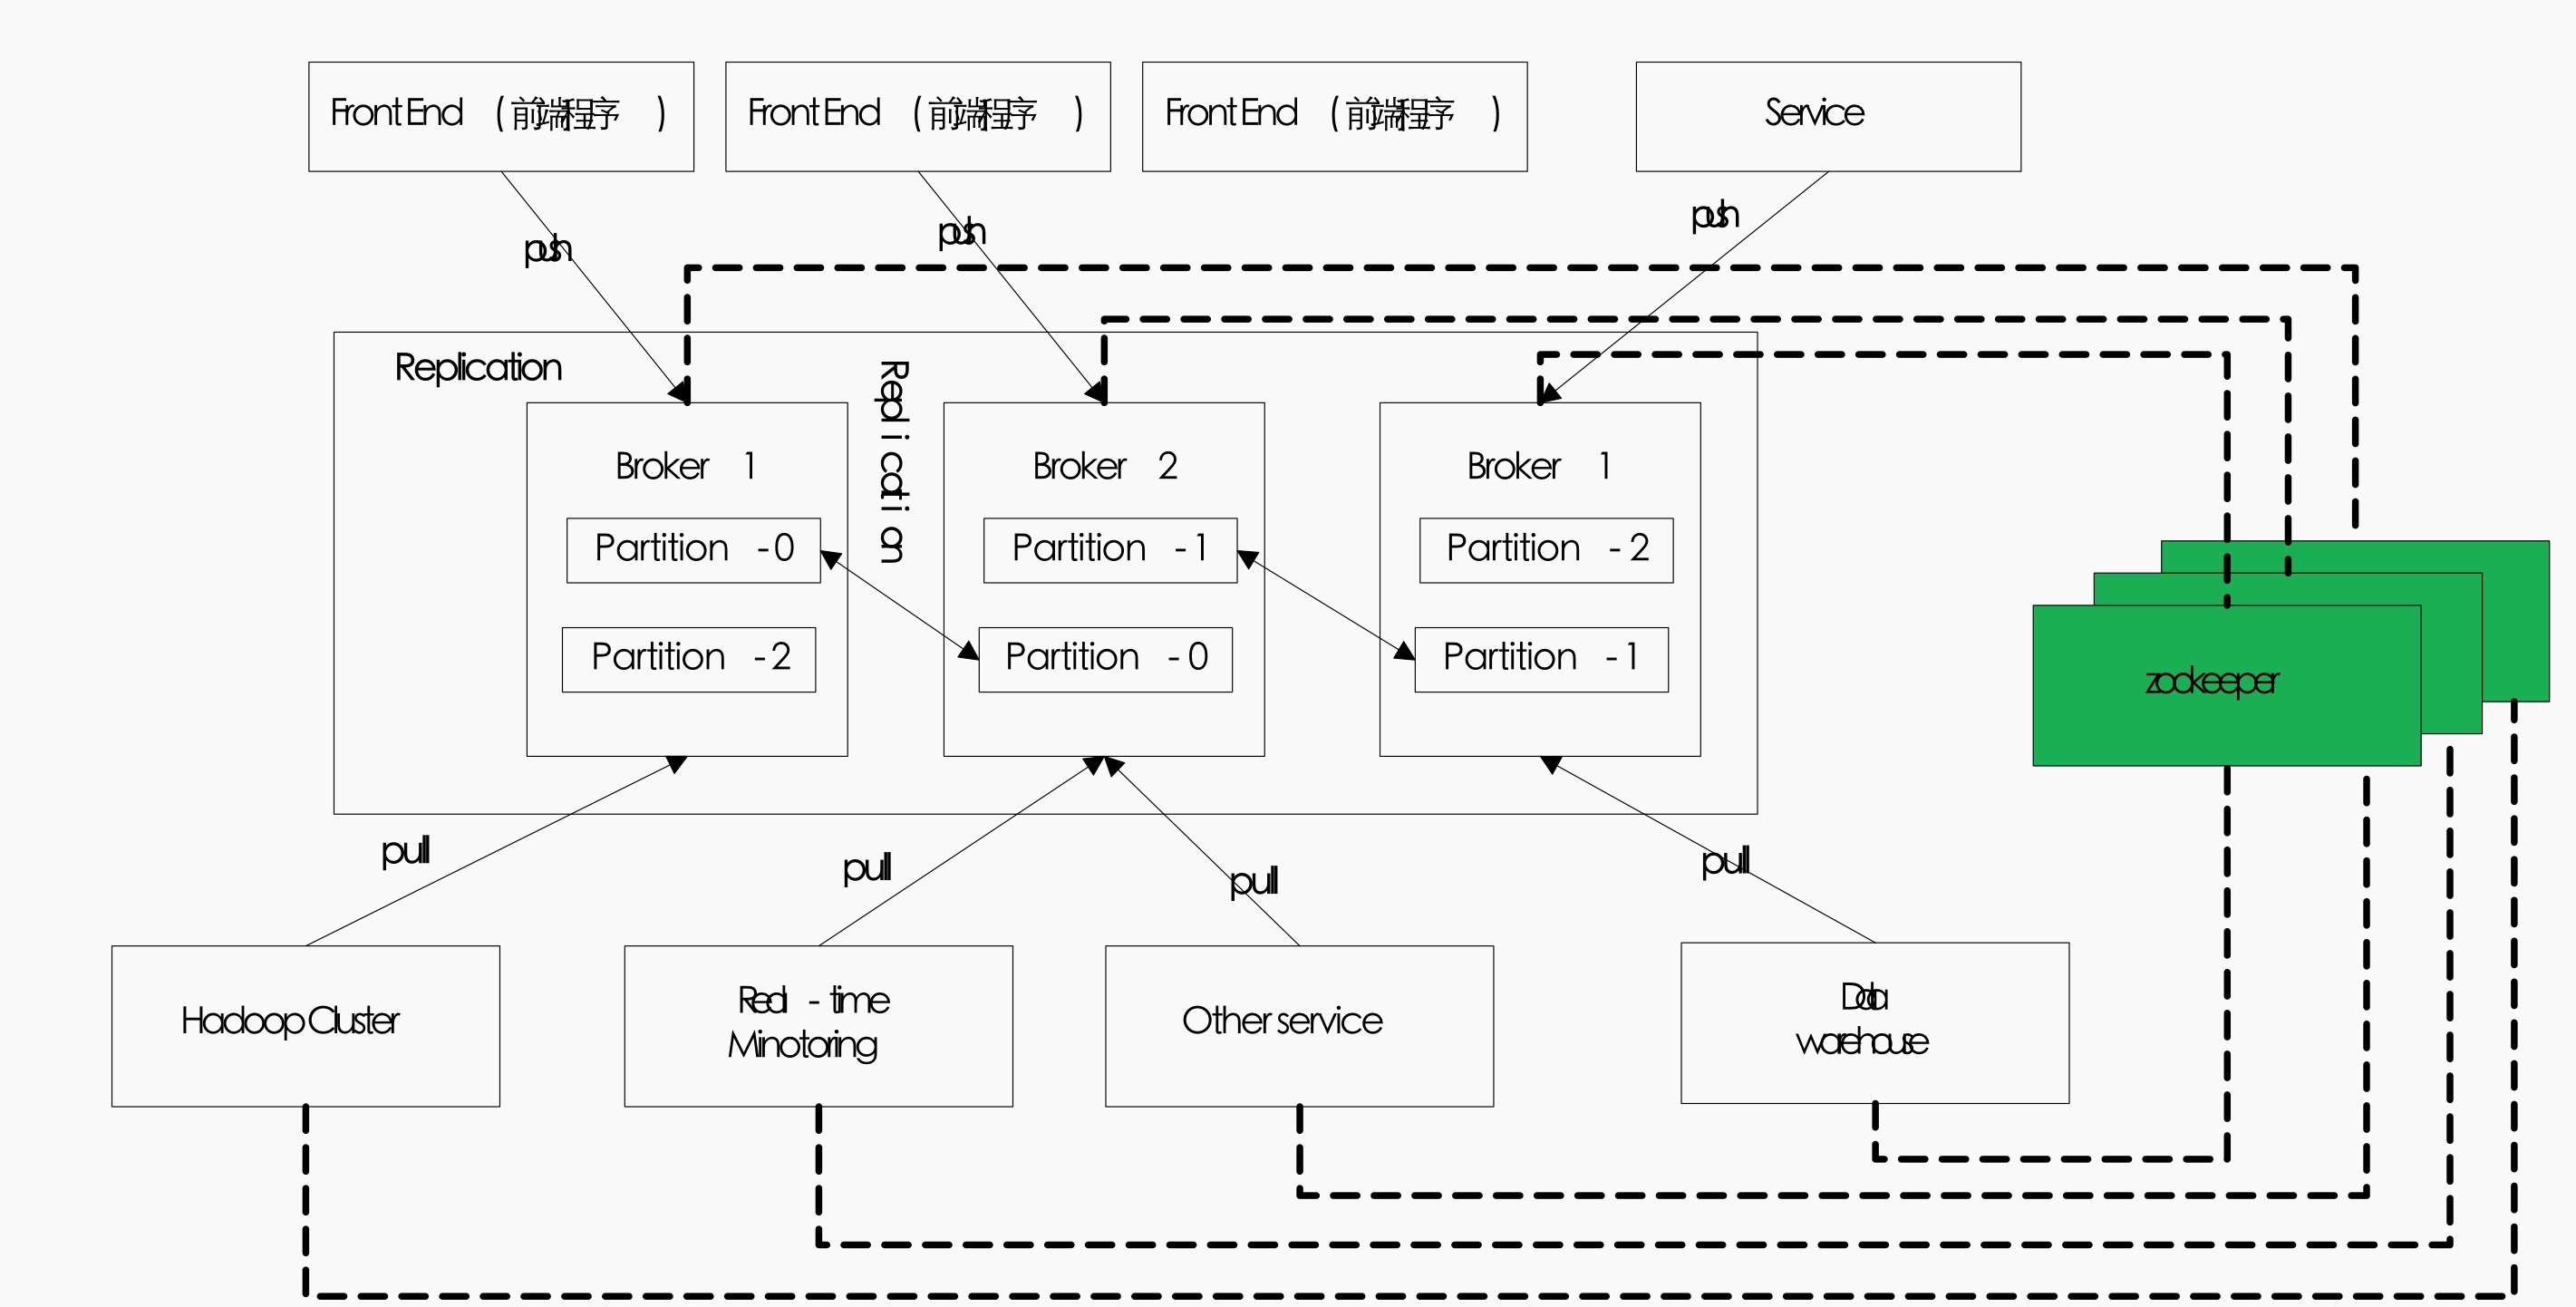 Front End (前端程序)
Front End (前端程序)
Front End (前端程序)
Service
push
push
push
Replication
Replication
Broker 1
Broker 2
Broker 1
Partition -0
Partition -1
Partition -2
Partition -2
Partition -0
Partition -1
zookeeper
pull
pull
pull
pull
Hadoop Cluster
Real - time
Minotoring
Other service
Data
warehouse